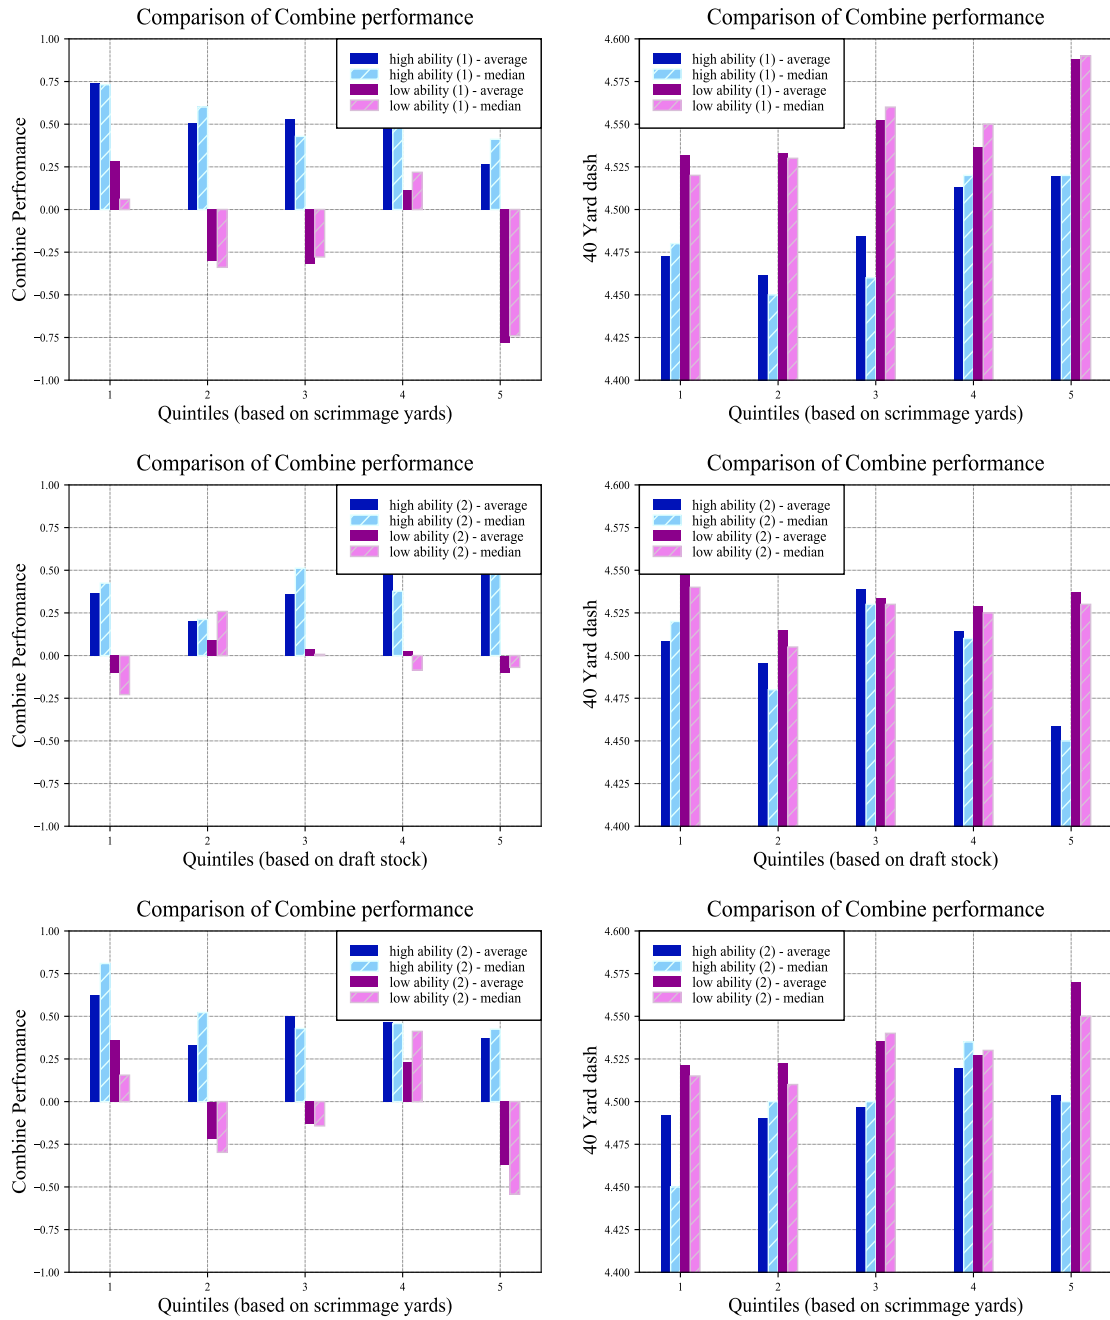 Comparison of Combine performance
1.00
0.75
0.50
0.25
0.00
−0.25
−0.50
−0.75
−1.00
Combine Perfromance
high ability (1) - average
high ability (1) - median
low ability (1) - average
low ability (1) - median
1 2 3 4 5
Quintiles (based on scrimmage yards)
Comparison of Combine performance
4.600
4.575
4.550
4.525
4.500
4.475
4.450
4.425
4.400
40 Yard dash
high ability (1) - average
high ability (1) - median
low ability (1) - average
low ability (1) - median
1 2 3 4 5
Quintiles (based on scrimmage yards)
Comparison of Combine performance
1.00
0.75
0.50
0.25
0.00
−0.25
−0.50
−0.75
−1.00
Combine Perfromance
high ability (2) - average
high ability (2) - median
low ability (2) - average
low ability (2) - median
1 2 3 4 5
Quintiles (based on draft stock)
Comparison of Combine performance
4.600
4.575
4.550
4.525
4.500
4.475
4.450
4.425
4.400
40 Yard dash
high ability (2) - average
high ability (2) - median
low ability (2) - average
low ability (2) - median
1 2 3 4 5
Quintiles (based on draft stock)
Comparison of Combine performance
1.00
0.75
0.50
0.25
0.00
−0.25
−0.50
−0.75
−1.00
Combine Perfromance
high ability (2) - average
high ability (2) - median
low ability (2) - average
low ability (2) - median
1 2 3 4 5
Quintiles (based on scrimmage yards)
Comparison of Combine performance
4.600
4.575
4.550
4.525
4.500
4.475
4.450
4.425
4.400
40 Yard dash
high ability (2) - average
high ability (2) - median
low ability (2) - average
low ability (2) - median
1 2 3 4 5
Quintiles (based on scrimmage yards)